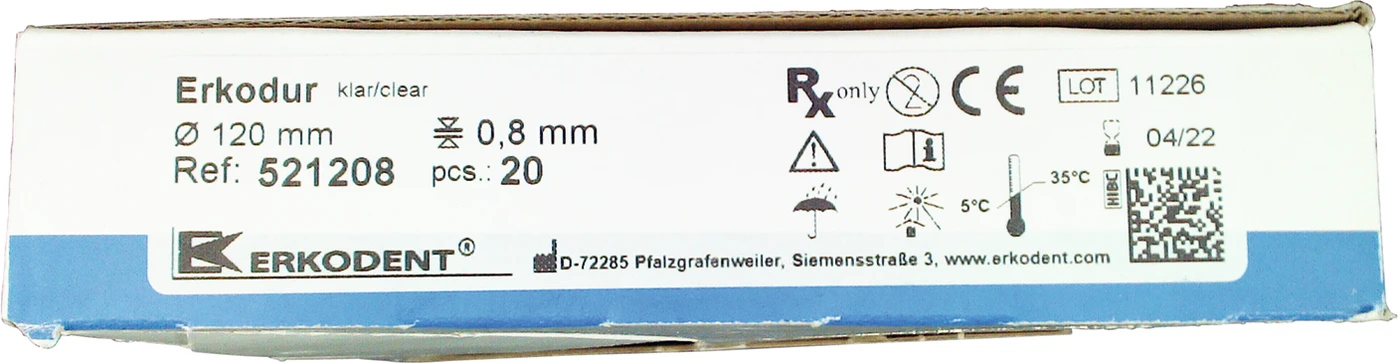 Erkodur klar/clear
Ø 120 mm 0,8 mm
Ref: 521208 pcs.: 20
ERKODENT®
D-72285 Pfalzgrafenweiler, Siemensstraße 3, www.erkodent.com
Rx only 2 CE LOT 11226
04/22
5°C 35°C HIBC